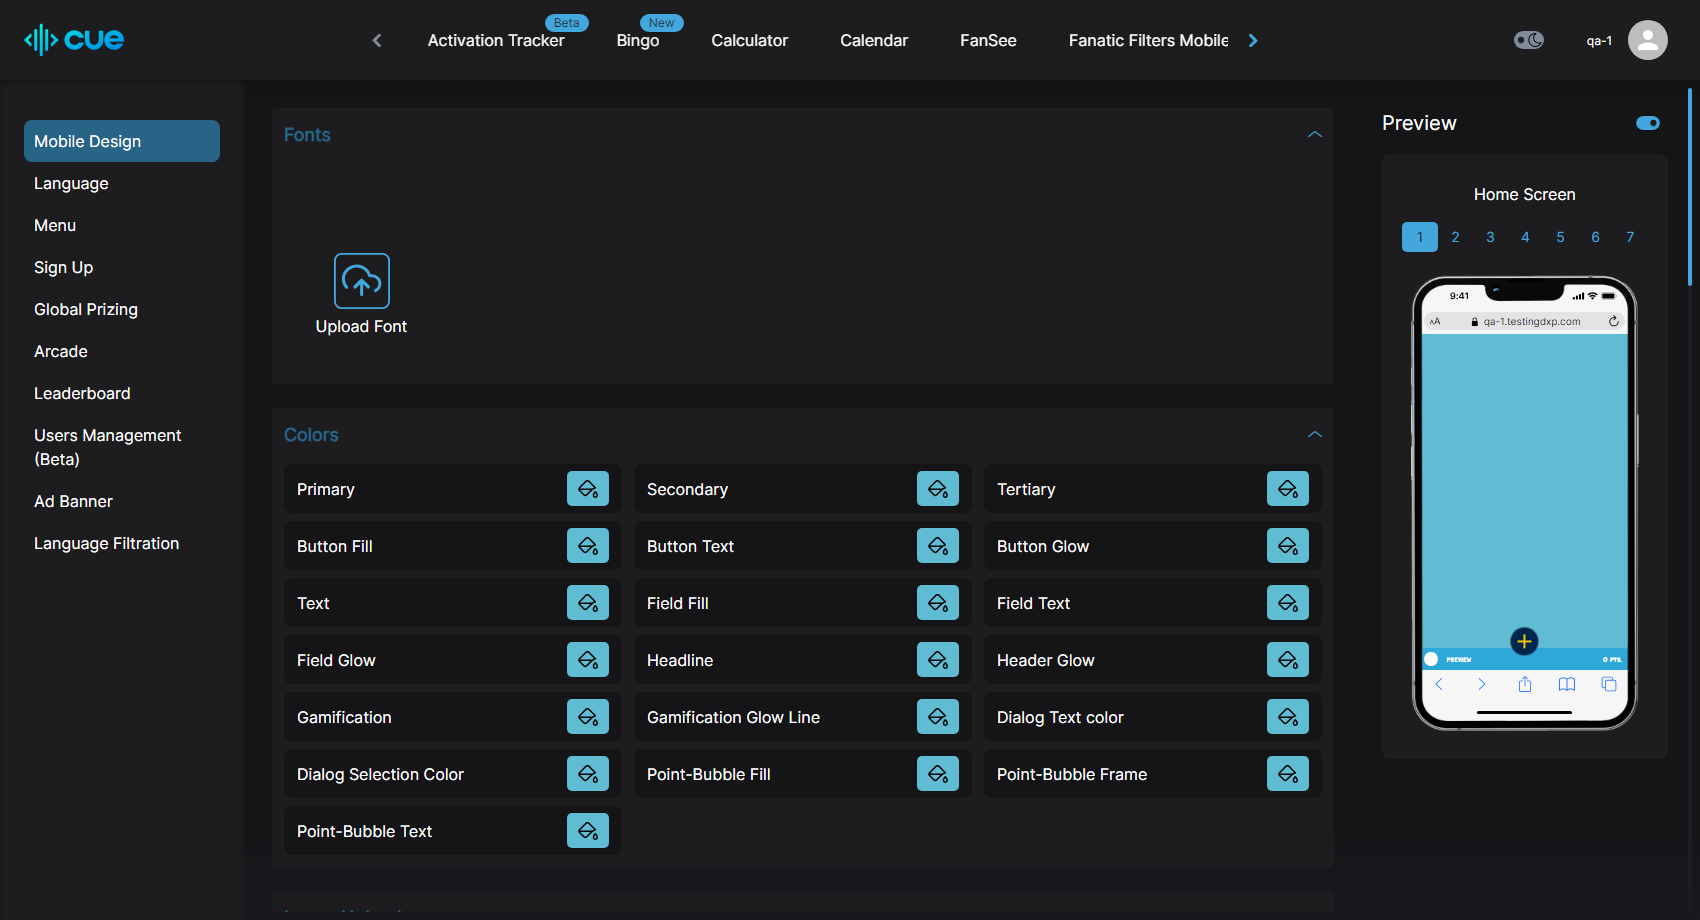 cue
Activation Tracker
Beta
Bingo
New
Calculator
Calendar
FanSee
Fanatic Filters Mobile
qa-1
Mobile Design
Language
Menu
Sign Up
Global Prizing
Arcade
Leaderboard
Users Management
(Beta)
Ad Banner
Language Filtration
Fonts
Upload Font
Colors
Primary
Secondary
Tertiary
Button Fill
Button Text
Button Glow
Text
Field Fill
Field Text
Field Glow
Headline
Header Glow
Gamification
Gamification Glow Line
Dialog Text color
Dialog Selection Color
Point-Bubble Fill
Point-Bubble Frame
Point-Bubble Text
Preview
Home Screen
1 2 3 4 5 6 7
9:41
AA qa-1.testingdxp.com
PREVIEW 0 PTS.